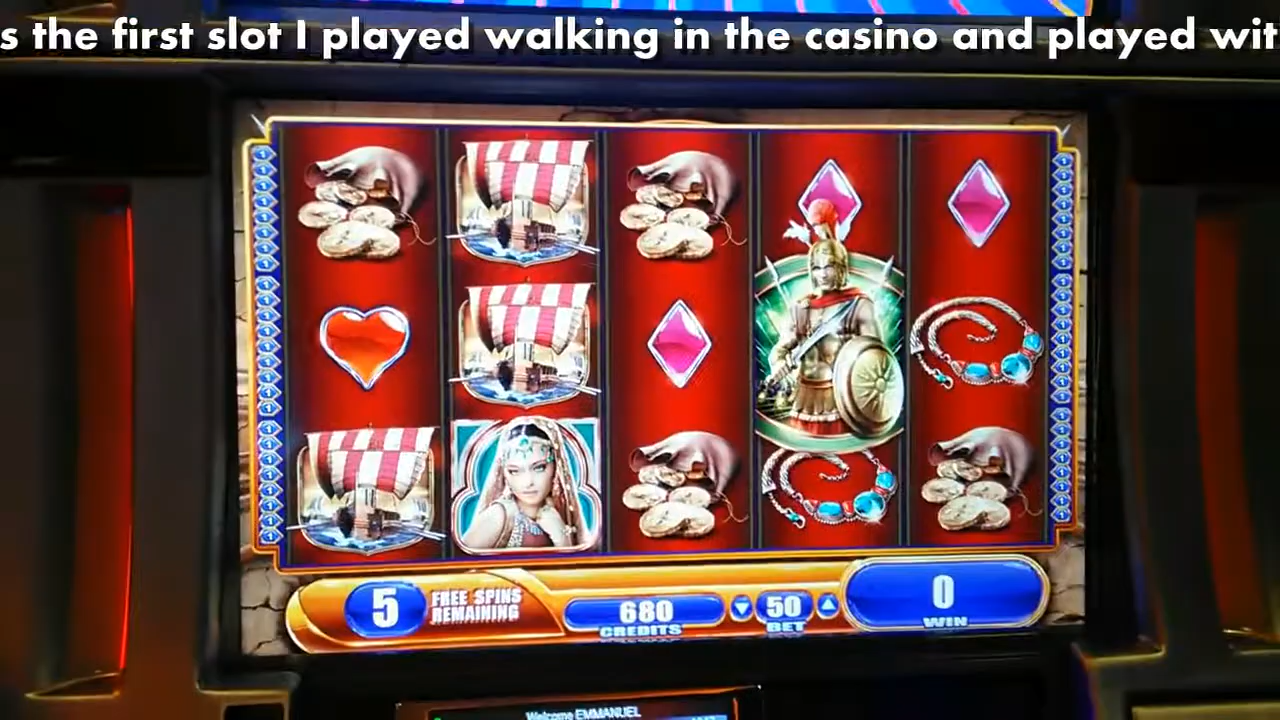 s the first slot I played walking in the casino and played wit
5 FREE SPINS
REMAINING
680
CREDITS
50
BET
0
WIN
Welcome EMMANUEL